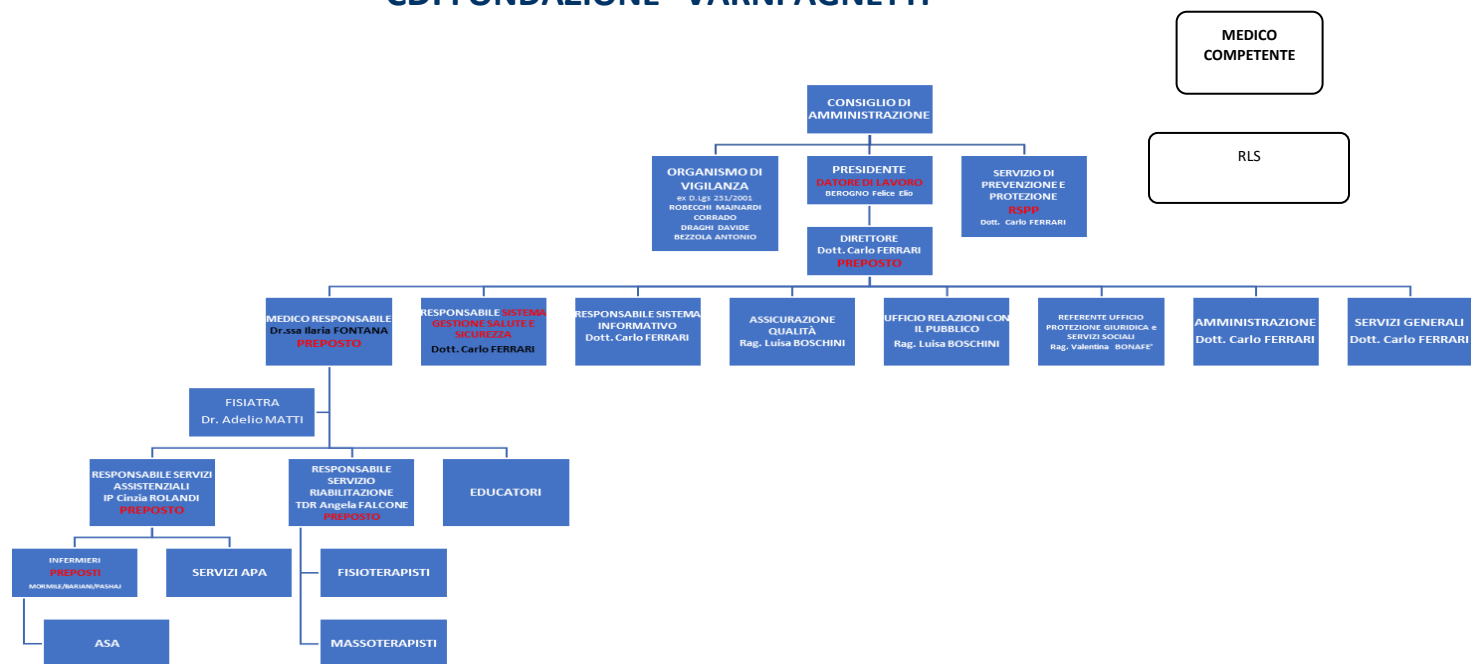 CDI FONDAZIONE "VARNI AGNETTI"
MEDICO
COMPETENTE
RLS
CONSIGLIO DI
AMMINISTRAZIONE
ORGANISMO DI
VIGILANZA
ex D.Lgs 231/2001
ROBECCHI MAJNARDI
CORRADO
DRAGHI DAVIDE
BEZZOLA ANTONIO
PRESIDENTE
DATORE DI LAVORO
BEROGNO Felice Elio
SERVIZIO DI
PREVENZIONE E
PROTEZIONE
RSPP
Dott. Carlo FERRARI
DIRETTORE
Dott. Carlo FERRARI
PREPOSTO
MEDICO RESPONSABILE
Dr.ssa Ilaria FONTANA
PREPOSTO
RESPONSABILE SISTEMA
GESTIONE SALUTE E
SICUREZZA
Dott. Carlo FERRARI
RESPONSABILE SISTEMA
INFORMATIVO
Dott. Carlo FERRARI
ASSICURAZIONE
QUALITÀ
Rag. Luisa BOSCHINI
UFFICIO RELAZIONI CON
IL PUBBLICO
Rag. Luisa BOSCHINI
REFERENTE UFFICIO
PROTEZIONE GIURIDICA e
SERVIZI SOCIALI
Rag. Valentina BONAFE'
AMMINISTRAZIONE
Dott. Carlo FERRARI
SERVIZI GENERALI
Dott. Carlo FERRARI
FISIATRA
Dr. Adelio MATTI
RESPONSABILE SERVIZI
ASSISTENZIALI
IP Cinzia ROLANDI
PREPOSTO
RESPONSABILE
SERVIZIO
RIABILITAZIONE
TDR Angela FALCONE
PREPOSTO
EDUCATORI
INFERMIERI
PREPOSTI
MORMILE/BARIANI/PASHAJ
SERVIZI APA
FISIOTERAPISTI
ASA
MASSOTERAPISTI